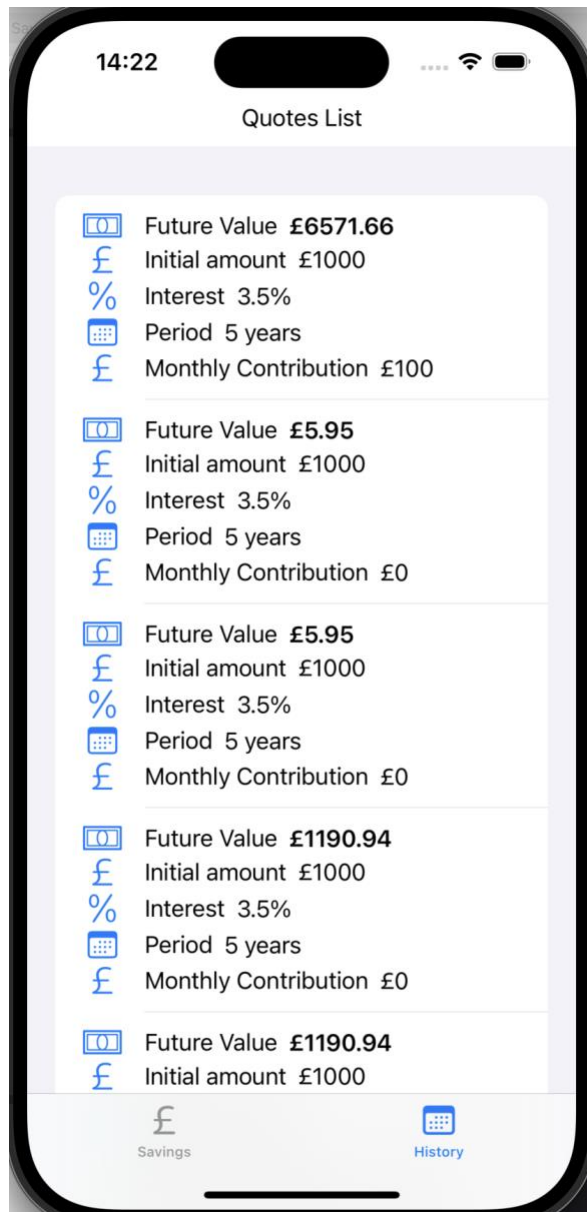 14:22
Quotes List
Future Value £6571.66
£ Initial amount £1000
% Interest 3.5%
Period 5 years
£ Monthly Contribution £100
Future Value £5.95
£ Initial amount £1000
% Interest 3.5%
Period 5 years
£ Monthly Contribution £0
Future Value £5.95
£ Initial amount £1000
% Interest 3.5%
Period 5 years
£ Monthly Contribution £0
Future Value £1190.94
£ Initial amount £1000
% Interest 3.5%
Period 5 years
£ Monthly Contribution £0
Future Value £1190.94
£ Initial amount £1000
£
Savings
History